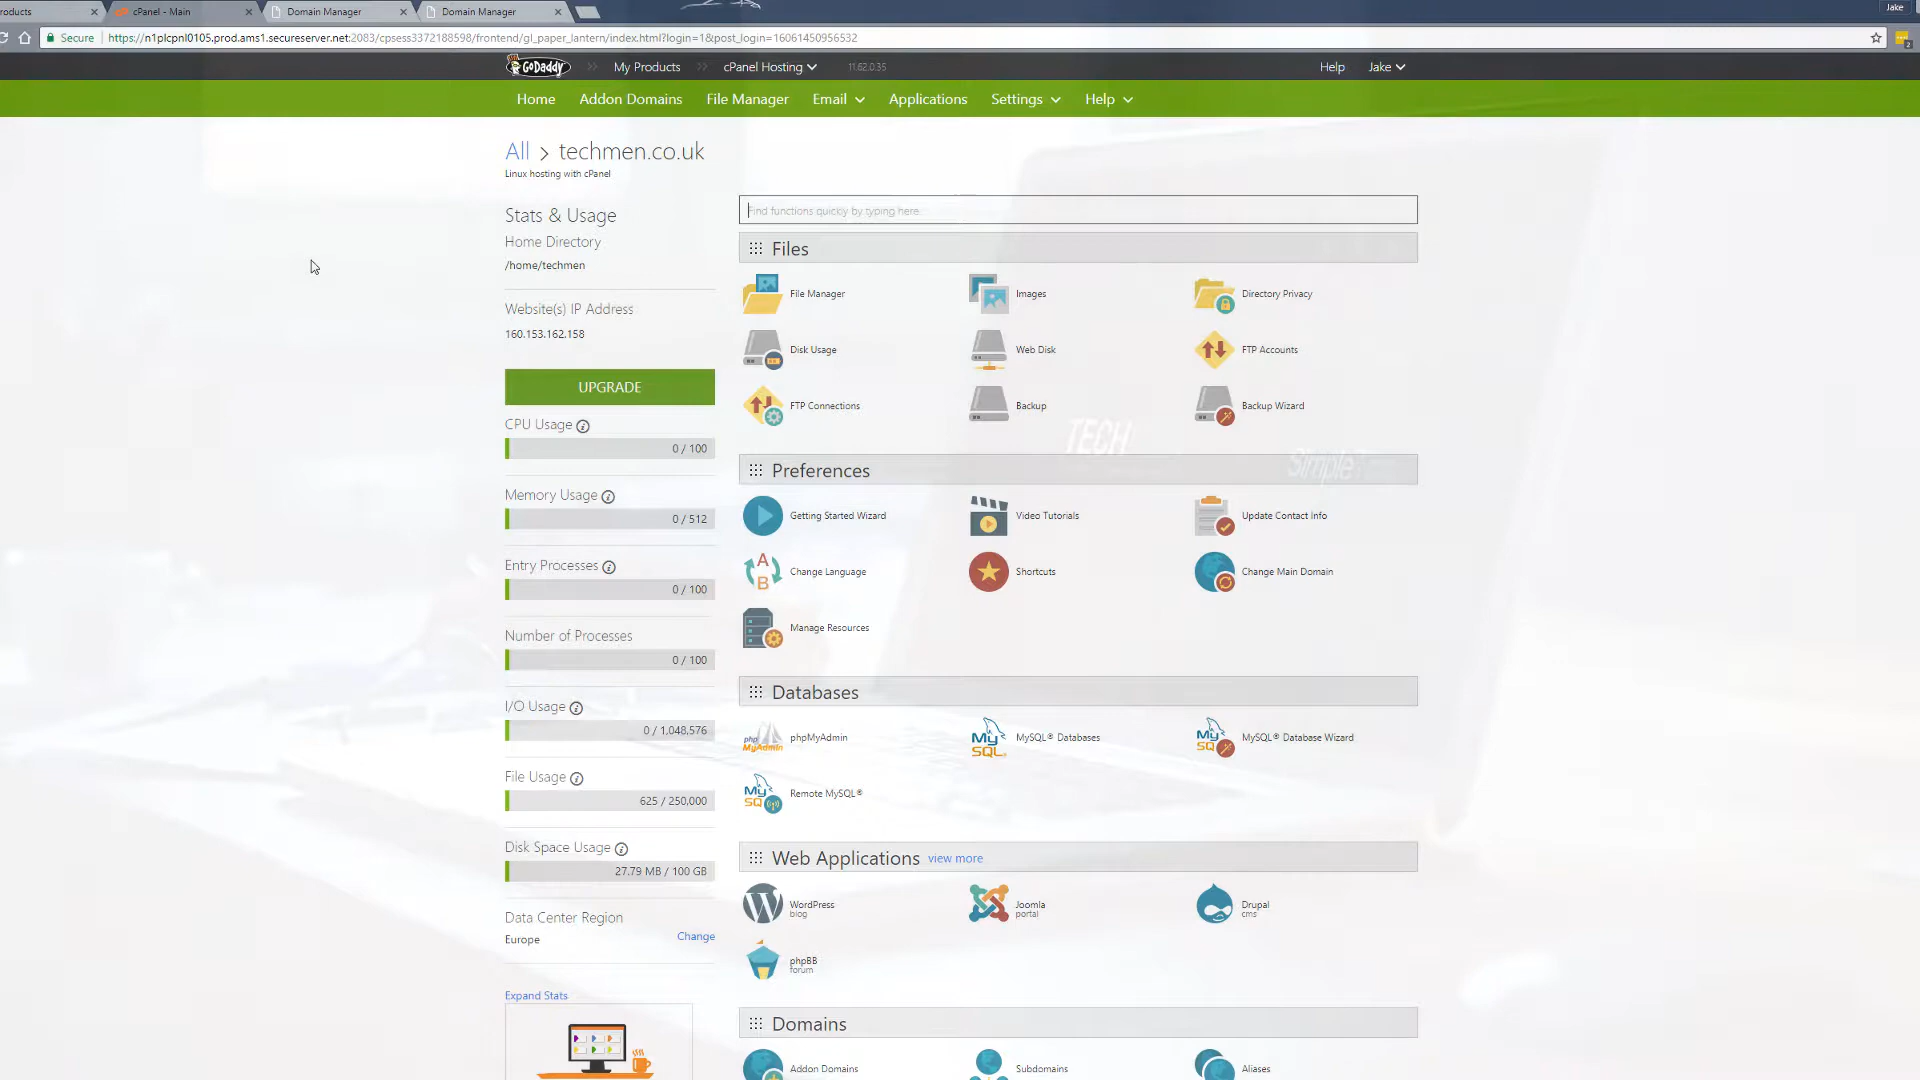 roducts
cPanel - Main
Domain Manager
Domain Manager
Jake
Secure
https://n1plcpnl0105.prod.ams1.secureserver.net:2083/cpsess3372188598/frontend/gl_paper_lantern/index.html?login=1&post_login=16061450956532
GoDaddy
My Products
cPanel Hosting
11.62.0.35
Help
Jake
Home
Addon Domains
File Manager
Email
Applications
Settings
Help
All > techmen.co.uk
Linux hosting with cPanel
Stats & Usage
Home Directory
/home/techmen
Website(s) IP Address
160.153.162.158
UPGRADE
CPU Usage
0 / 100
Memory Usage
0 / 512
Entry Processes
0 / 100
Number of Processes
0 / 100
I/O Usage
0 / 1,048,576
File Usage
625 / 250,000
Disk Space Usage
27.79 MB / 100 GB
Data Center Region
Europe
Change
Expand Stats
Find functions quickly by typing here.
Files
File Manager
Images
Directory Privacy
Disk Usage
Web Disk
FTP Accounts
FTP Connections
Backup
Backup Wizard
TECH
Preferences
Getting Started Wizard
Video Tutorials
Update Contact Info
Change Language
Shortcuts
Change Main Domain
Manage Resources
Databases
phpMyAdmin
MySQL® Databases
MySQL® Database Wizard
Remote MySQL®
Web Applications view more
WordPress
blog
Joomla
portal
Drupal
cms
phpBB
forum
Domains
Addon Domains
Subdomains
Aliases